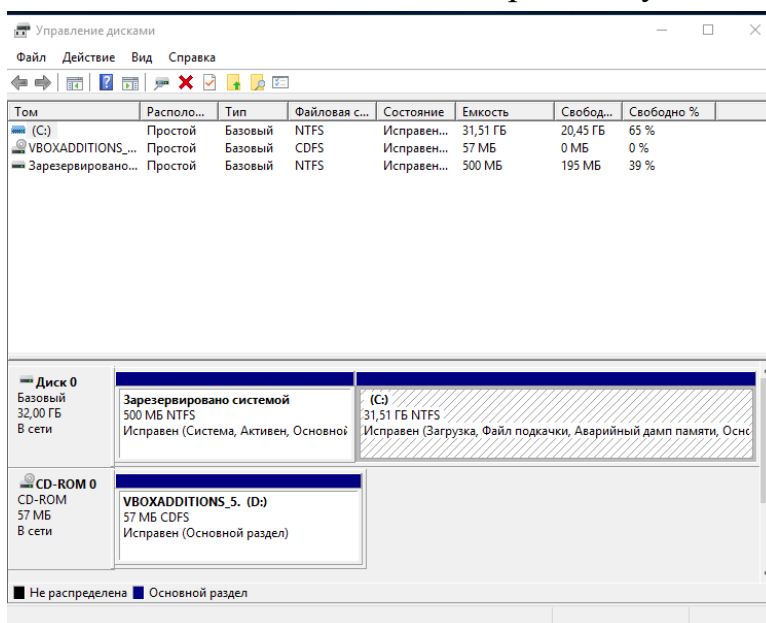 Управление дисками
Файл Действие Вид Справка
Том Располо... Тип Файловая с... Состояние Емкость Свобод... Свободно %
(C:) Простой Базовый NTFS Исправен... 31,51 ГБ 20,45 ГБ 65 %
VBOXADDITIONS_... Простой Базовый CDFS Исправен... 57 МБ 0 МБ 0 %
Зарезервировано... Простой Базовый NTFS Исправен... 500 МБ 195 МБ 39 %
Диск 0
Базовый
32,00 ГБ
В сети
Зарезервировано системой
500 МБ NTFS
Исправен (Система, Активен, Основной
(C:)
31,51 ГБ NTFS
Исправен (Загрузка, Файл подкачки, Аварийный дамп памяти, Осно
CD-ROM 0
CD-ROM
57 МБ
В сети
VBOXADDITIONS_5. (D:)
57 МБ CDFS
Исправен (Основной раздел)
Не распределена Основной раздел